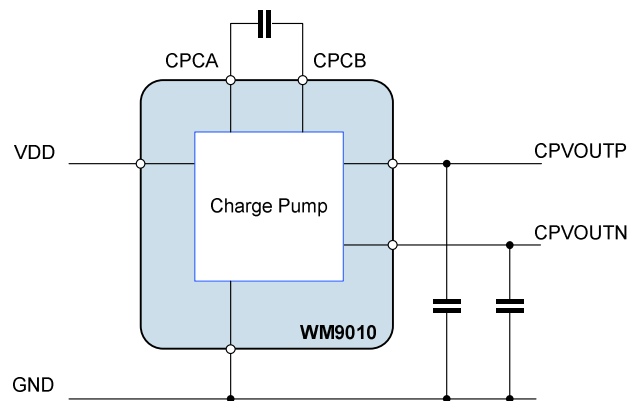 CPCA CPCB
VDD
CPVOUTP
Charge Pump
CPVOUTN
WM9010
GND